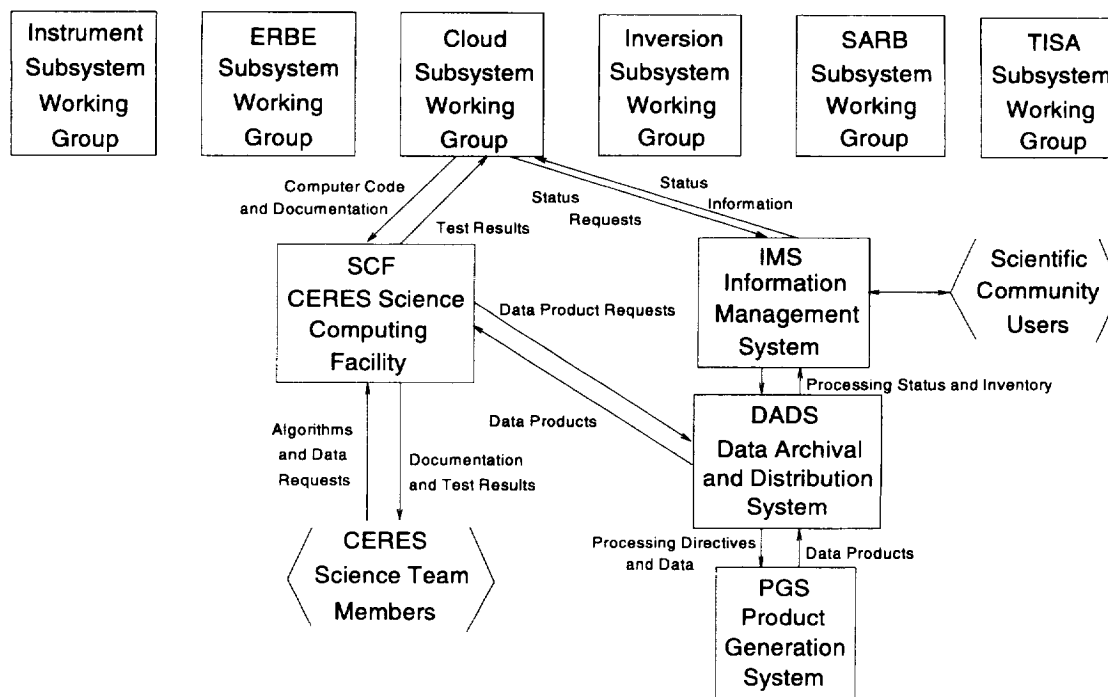 Instrument
Subsystem
Working
Group
ERBE
Subsystem
Working
Group
Cloud
Subsystem
Working
Group
Inversion
Subsystem
Working
Group
SARB
Subsystem
Working
Group
TISA
Subsystem
Working
Group
Computer Code
and Documentation
Test Results
Status
Requests
Status
Information
SCF
CERES Science
Computing
Facility
IMS
Information
Management
System
Scientific
Community
Users
Data Product Requests
Data Products
Processing Status and Inventory
DADS
Data Archival
and Distribution
System
Algorithms
and Data
Requests
Documentation
and Test Results
CERES
Science Team
Members
Processing Directives
and Data
Data Products
PGS
Product
Generation
System